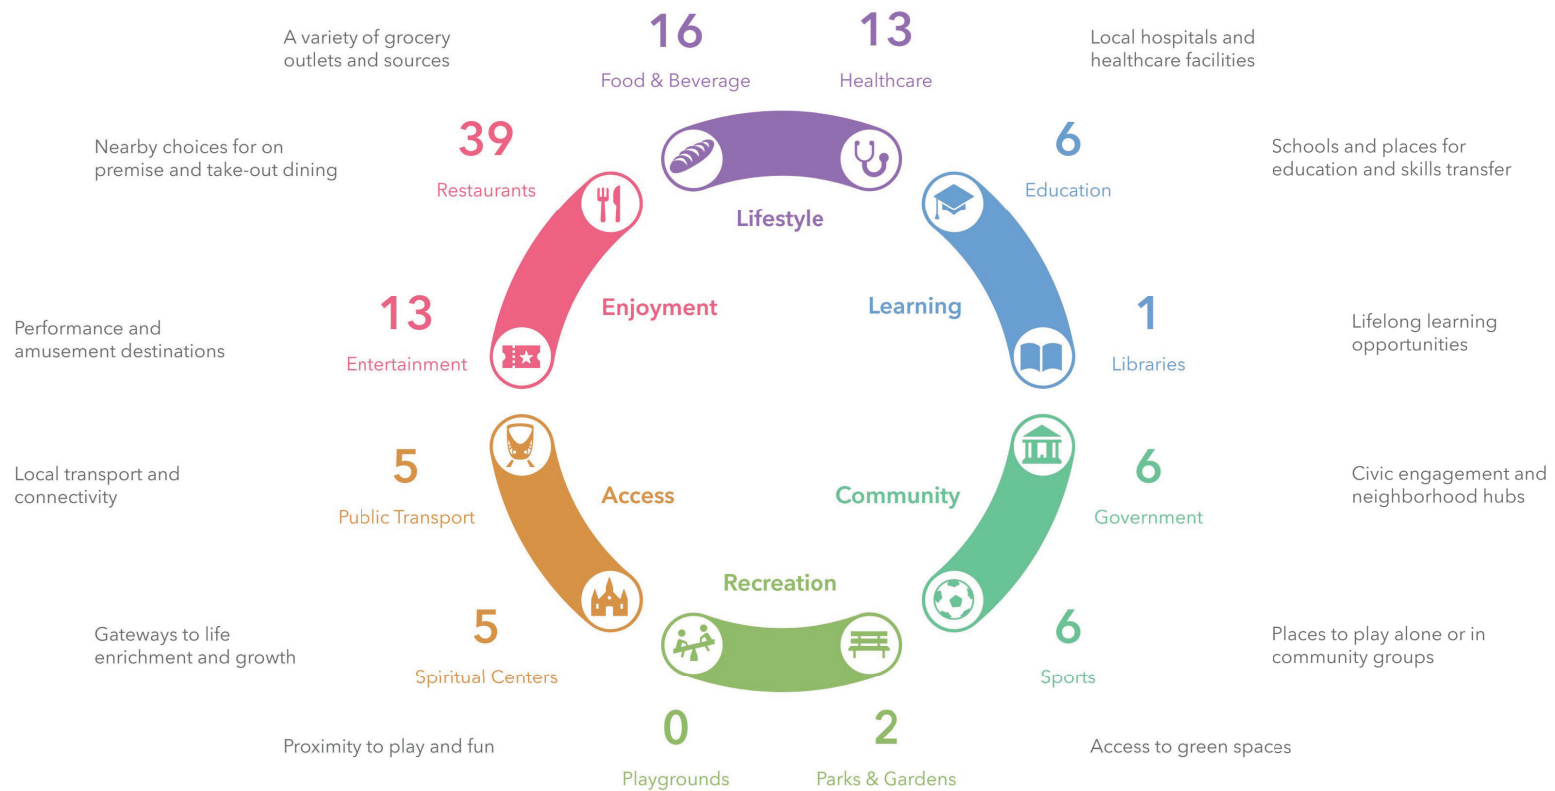 16
13
A variety of grocery
outlets and sources
Food & Beverage
Healthcare
Local hospitals and
healthcare facilities
39
6
Nearby choices for on
premise and take-out dining
Restaurants
Education
Schools and places for
education and skills transfer
Lifestyle
13
Enjoyment
Learning
1
Performance and
amusement destinations
Entertainment
Libraries
Lifelong learning
opportunities
5
6
Local transport and
connectivity
Access
Community
Civic engagement and
neighborhood hubs
Public Transport
Government
Recreation
5
6
Gateways to life
enrichment and growth
Places to play alone or in
community groups
Spiritual Centers
Sports
0
2
Proximity to play and fun
Access to green spaces
Playgrounds
Parks & Gardens